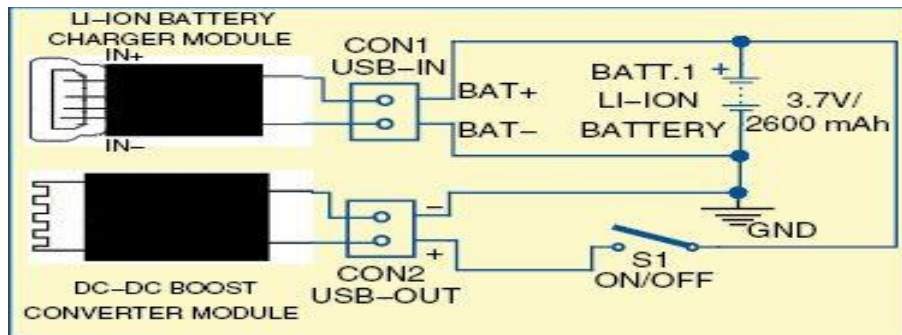 LI-ION BATTERY
CHARGER MODULE
IN+
IN-
CON1
USB-IN
BAT+
BAT-
BATT.1 +
LI-ION
BATTERY
3.7V/
2600 mAh
GND
S1
ON/OFF
-
+
CON2
USB-OUT
DC-DC BOOST
CONVERTER MODULE